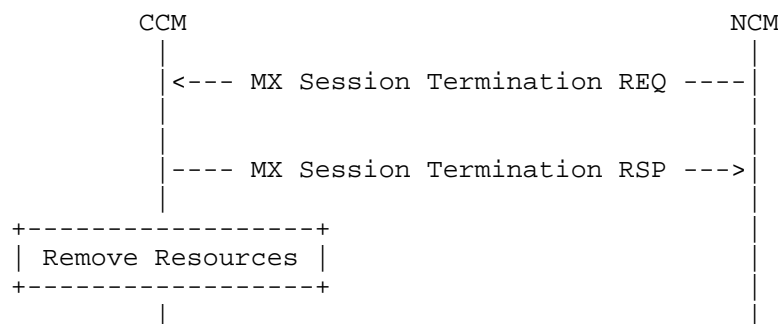 CCM NCM
<--- MX Session Termination REQ ----
---- MX Session Termination RSP --->
Remove Resources